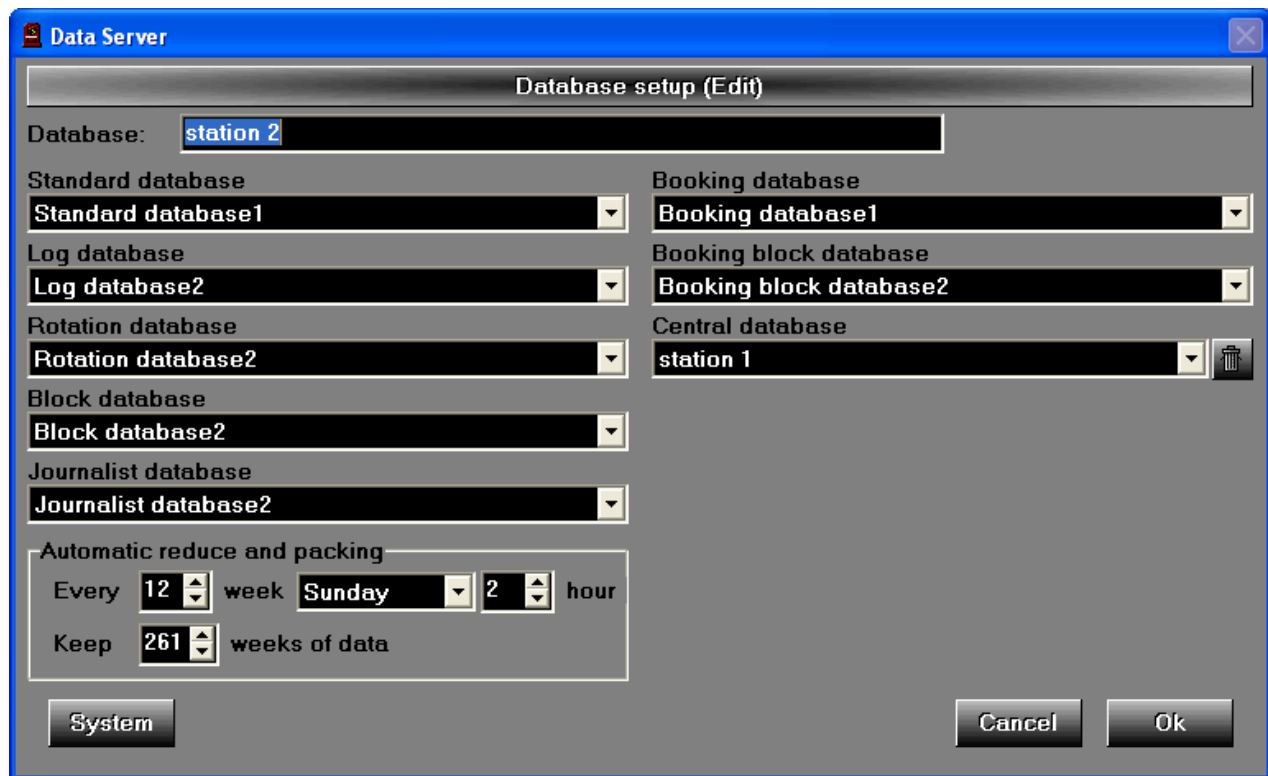 Data Server
Database setup (Edit)
Database: station 2
Standard database
Standard database1
Booking database
Booking database1
Log database
Log database2
Booking block database
Booking block database2
Rotation database
Rotation database2
Central database
station 1
Block database
Block database2
Journalist database
Journalist database2
Automatic reduce and packing
Every 12 week Sunday 2 hour
Keep 261 weeks of data
System Cancel Ok